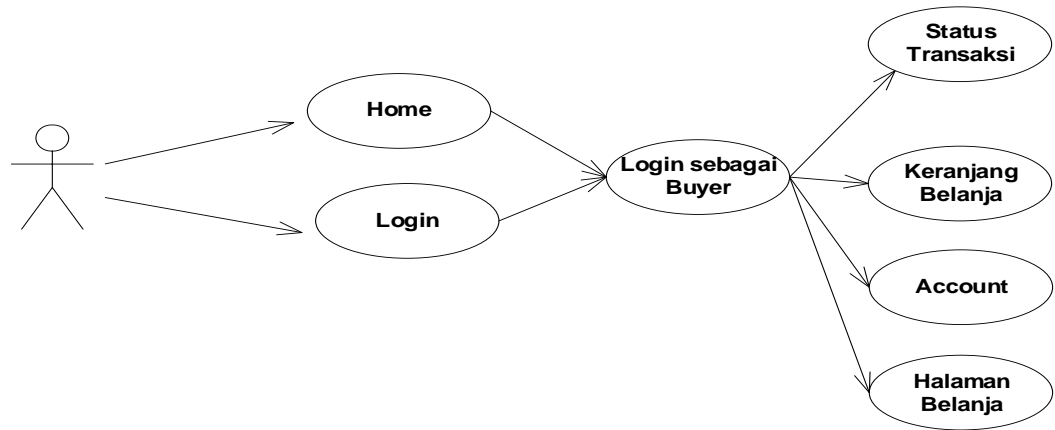 Home
Login
Login sebagai
Buyer
Status
Transaksi
Keranjang
Belanja
Account
Halaman
Belanja